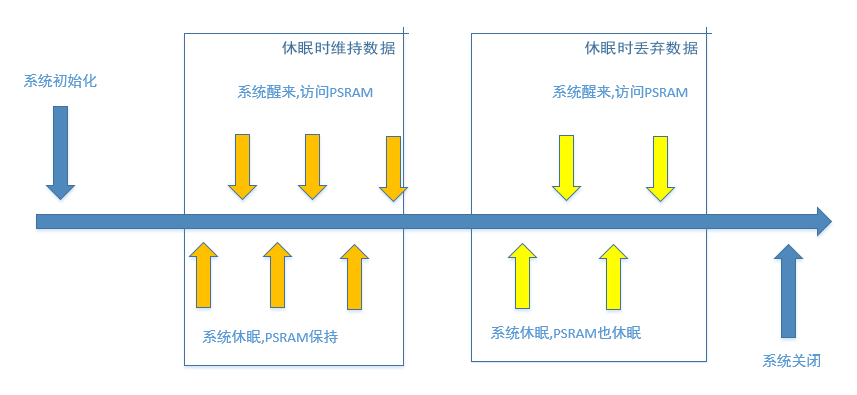 休眠时维持数据
休眠时丢弃数据
系统初始化
系统醒来,访问PSRAM
系统醒来,访问PSRAM
系统休眠,PSRAM保持
系统休眠,PSRAM也休眠
系统关闭